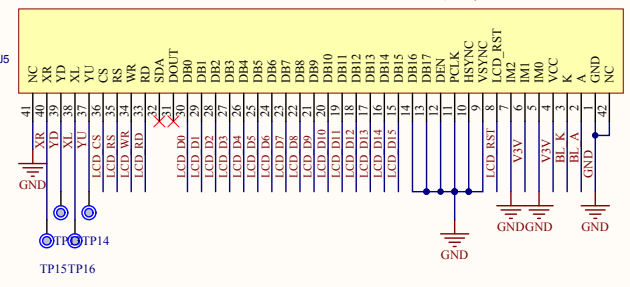 J5
NC
XR
YD
XL
YU
CS
RS
WR
RD
SDA
DOUT
DB0
DB1
DB2
DB3
DB4
DB5
DB6
DB7
DB8
DB9
DB10
DB11
DB12
DB13
DB14
DB15
DB16
DB17
DEN
PCLK
HSYNC
VSYNC
LCD_RST
IM2
IM1
IM0
VCC
K
A
GND
NC
41
40
39
38
37
36
35
34
33
32
31
30
29
28
27
26
25
24
23
22
21
20
19
18
17
16
15
14
13
12
11
10
9
8
7
6
5
4
3
2
1
42
XR
YD
XL
YU
LCD_CS
LCD_RS
LCD_WR
LCD_RD
LCD_D0
LCD_D1
LCD_D2
LCD_D3
LCD_D4
LCD_D5
LCD_D6
LCD_D7
LCD_D8
LCD_D9
LCD_D10
LCD_D11
LCD_D12
LCD_D13
LCD_D14
LCD_D15
LCD_RST
V3V
V3V
BL_K
BL_A
GND
GND
GND
GND
GND
GND
TP14
TP15
TP16